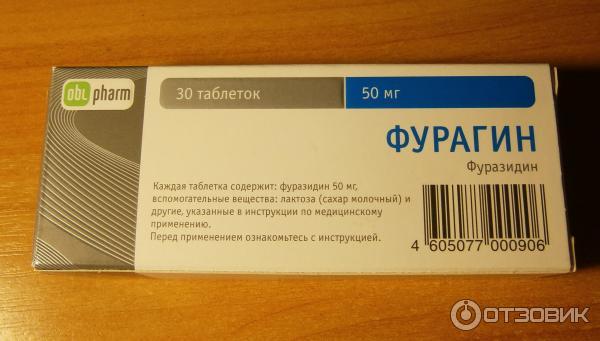 obl pharm
30 таблеток
50 мг
ФУРАГИН
Фуразидин
Каждая таблетка содержит: фуразидин 50 мг,
вспомогательные вещества: лактоза (сахар молочный) и
другие, указанные в инструкции по медицинскому
применению.
Перед применением ознакомьтесь с инструкцией.
4 605077 000906
ОТЗОВИК